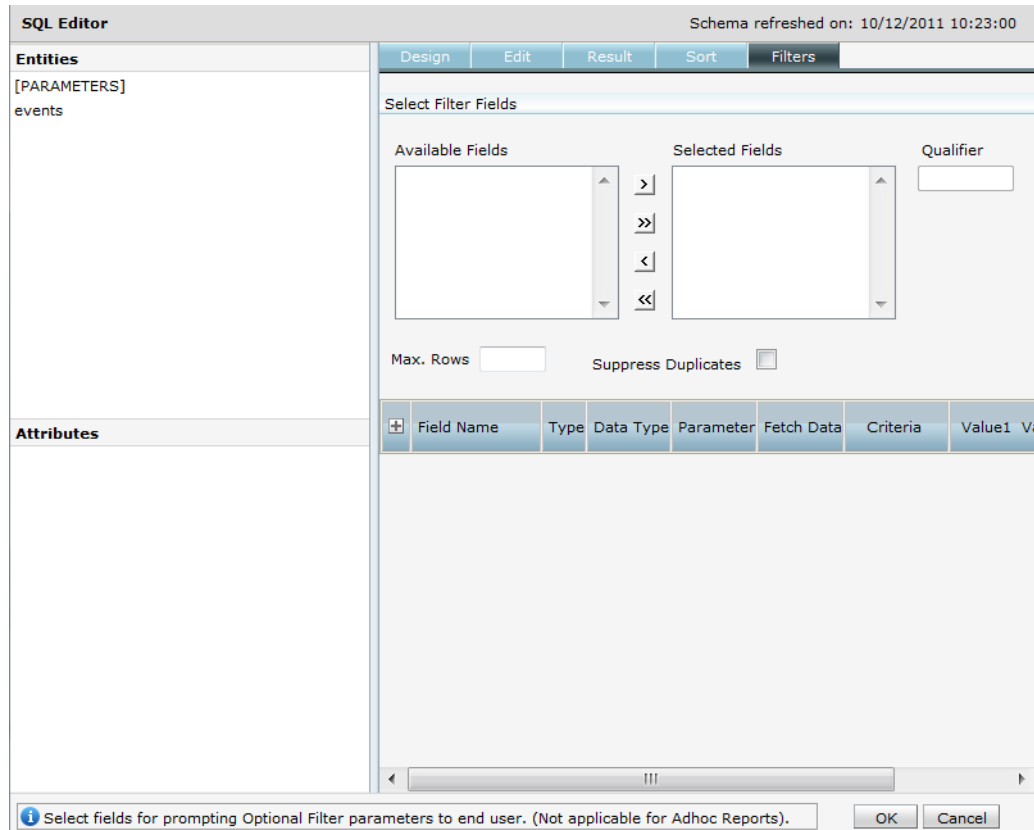 SQL Editor
Schema refreshed on: 10/12/2011 10:23:00
Entities
[PARAMETERS]
events
Attributes
Design Edit Result Sort Filters
Select Filter Fields
Available Fields Selected Fields Qualifier
>
>>
<
<<
Max. Rows Suppress Duplicates
Field Name Type Data Type Parameter Fetch Data Criteria Value1 Va
Select fields for prompting Optional Filter parameters to end user. (Not applicable for Adhoc Reports).
OK Cancel